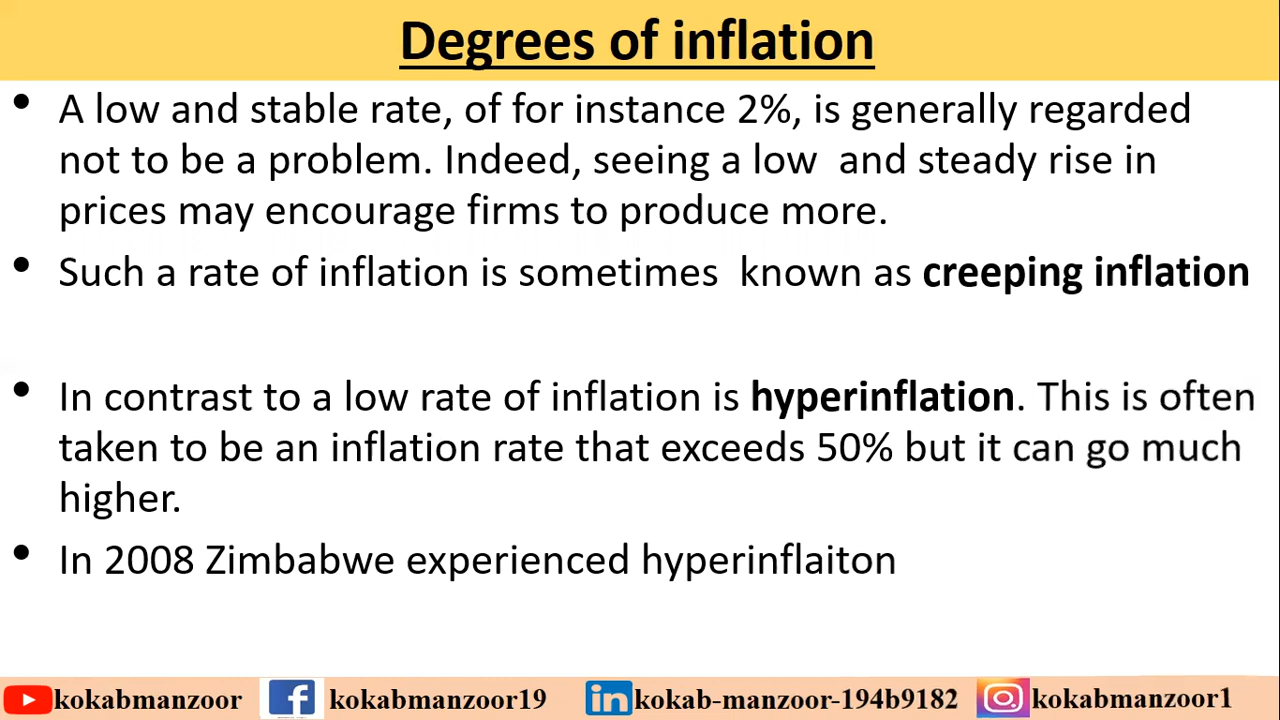 Degrees of inflation
• A low and stable rate, of for instance 2%, is generally regarded
not to be a problem. Indeed, seeing a low and steady rise in
prices may encourage firms to produce more.
• Such a rate of inflation is sometimes known as creeping inflation
• In contrast to a low rate of inflation is hyperinflation. This is often
taken to be an inflation rate that exceeds 50% but it can go much
higher.
• In 2008 Zimbabwe experienced hyperinflaiton
kokabmanzoor kokabmanzoor19 kokab-manzoor-194b9182 kokabmanzoor1